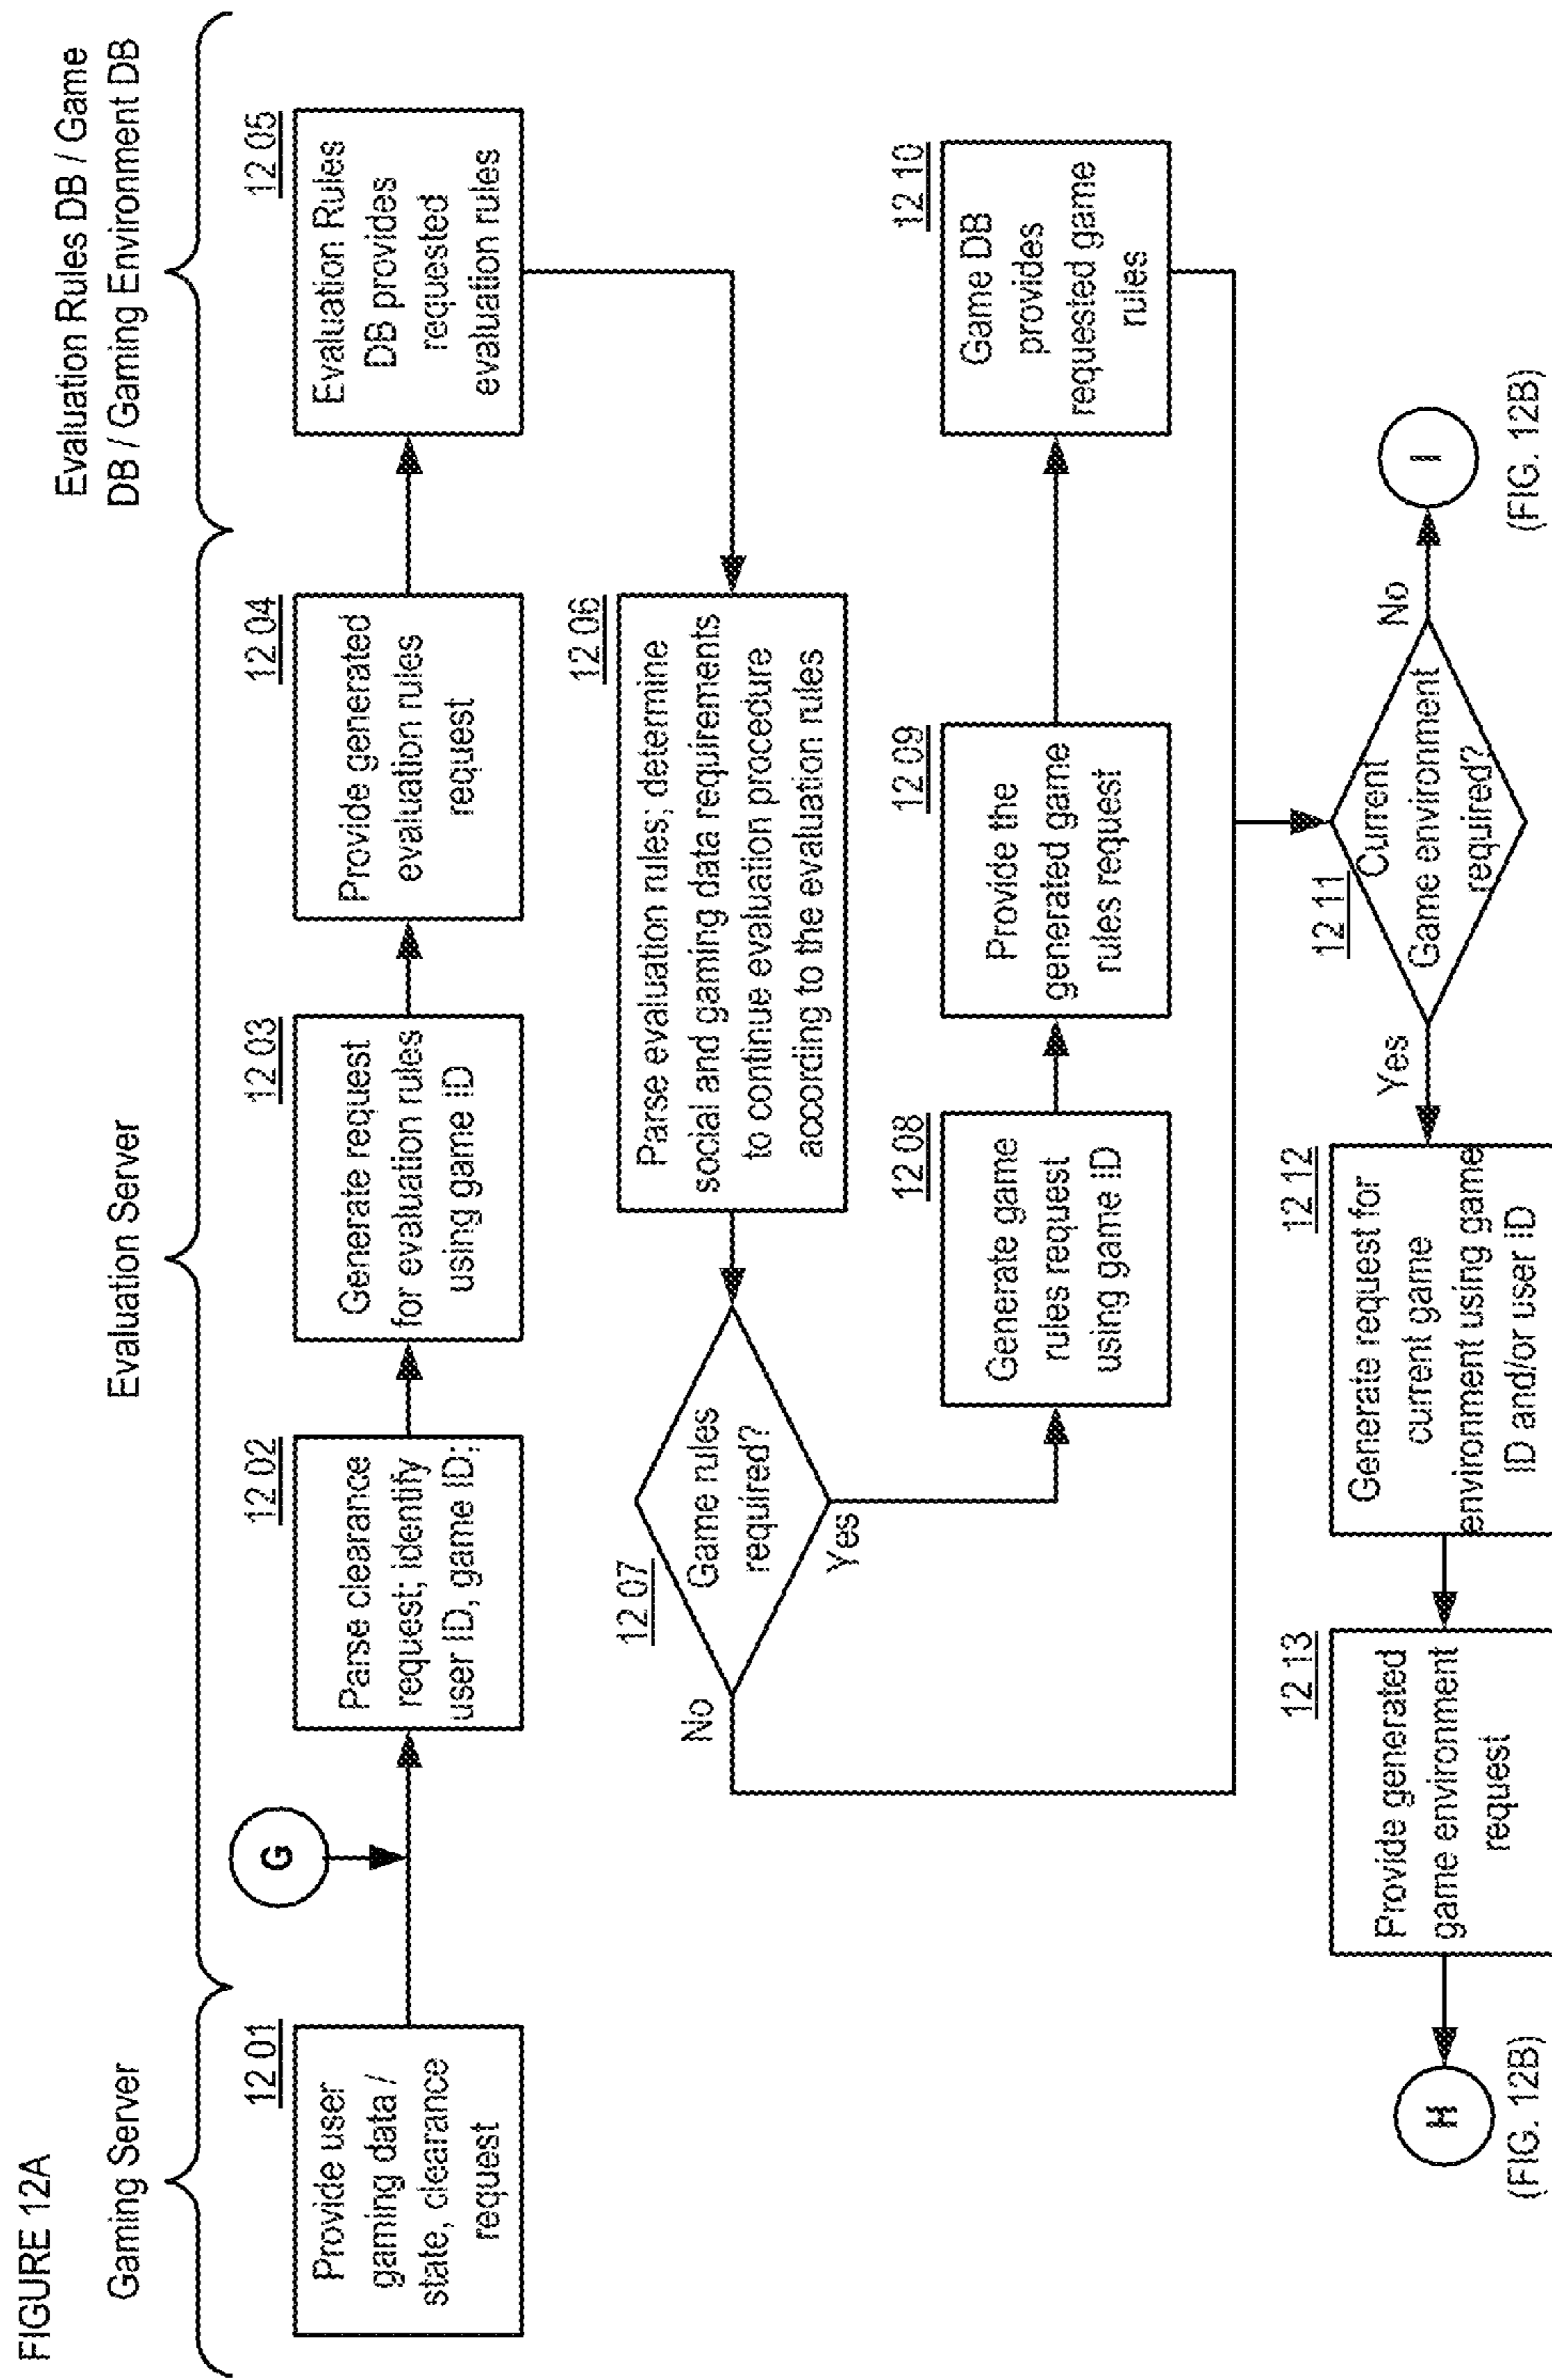 FIGURE 12A
Gaming Server
Evaluation Server
Evaluation Rules DB / Game
DB / Gaming Environment DB
12 01
Provide user
gaming data /
state, clearance
request
G
12 02
Parse clearance
request; identify
user ID, game ID;
12 03
Generate request
for evaluation rules
using game ID
12 04
Provide generated
evaluation rules
request
12 05
Evaluation Rules
DB provides
requested
evaluation rules
12 06
Parse evaluation rules; determine
social and gaming data requirements
to continue evaluation procedure
according to the evaluation rules
12 07
Game rules
required?
No
Yes
12 08
Generate game
rules request
using game ID
12 09
Provide the
generated game
rules request
12 10
Game DB
provides
requested game
rules
12 11
Current
Game environment
required?
No
I
(FIG. 12B)
Yes
12 12
Generate request for
current game
environment using game
ID and/or user ID
12 13
Provide generated
game environment
request
H
(FIG. 12B)